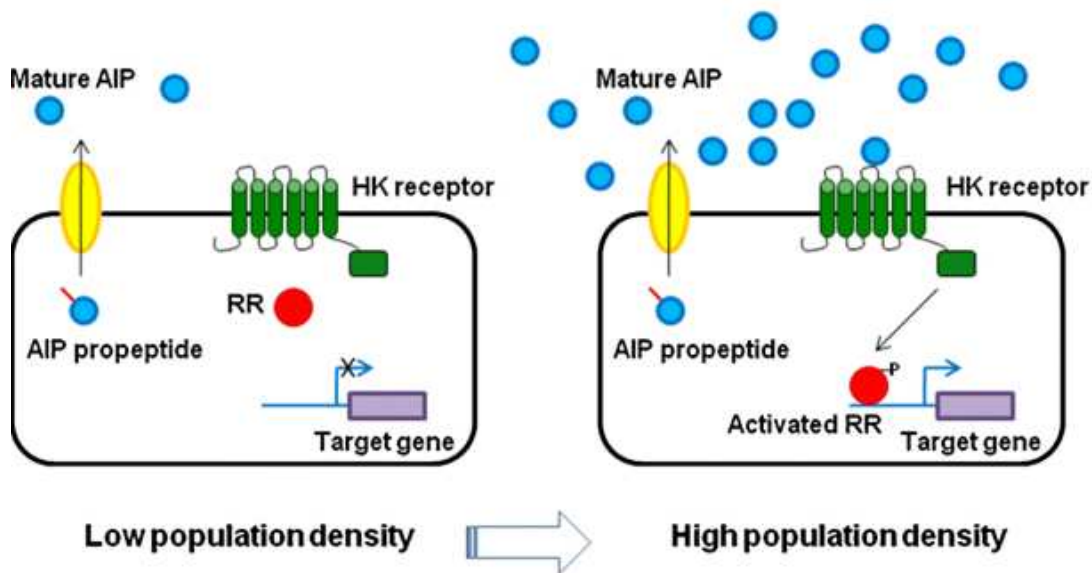 Mature AIP
HK receptor
RR
AIP propeptide
X
Target gene
Low population density
Mature AIP
HK receptor
AIP propeptide
P
Activated RR
Target gene
High population density